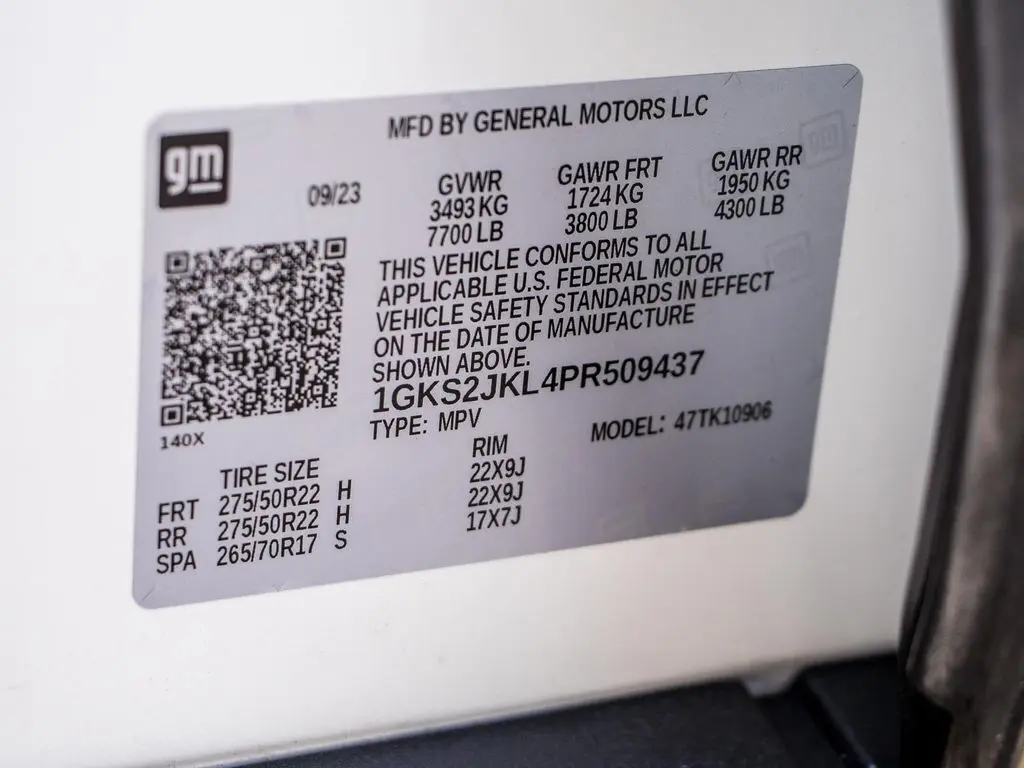 MFD BY GENERAL MOTORS LLC
gm
09/23
GVWR GAWR FRT GAWR RR
3493 KG 1724 KG 1950 KG
7700 LB 3800 LB 4300 LB
THIS VEHICLE CONFORMS TO ALL
APPLICABLE U.S. FEDERAL MOTOR
VEHICLE SAFETY STANDARDS IN EFFECT
ON THE DATE OF MANUFACTURE
SHOWN ABOVE.
1GKS2JKL4PR509437
TYPE: MPV MODEL: 47TK10906
140X
TIRE SIZE RIM
FRT 275/50R22 H 22X9J
RR 275/50R22 H 22X9J
SPA 265/70R17 S 17X7J